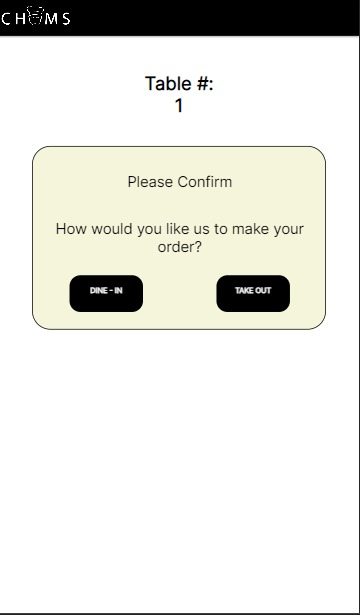 CHOMS
Table #:
1
Please Confirm
How would you like us to make your
order?
DINE - IN
TAKE OUT